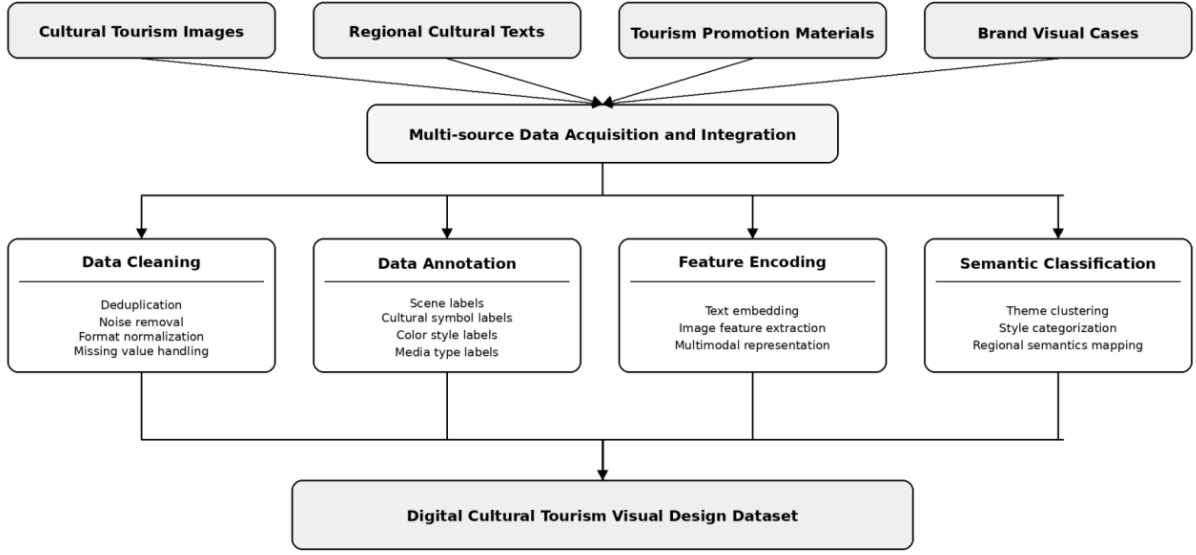 Cultural Tourism Images
Regional Cultural Texts
Tourism Promotion Materials
Brand Visual Cases
Multi-source Data Acquisition and Integration
Data Cleaning
Deduplication
Noise removal
Format normalization
Missing value handling
Data Annotation
Scene labels
Cultural symbol labels
Color style labels
Media type labels
Feature Encoding
Text embedding
Image feature extraction
Multimodal representation
Semantic Classification
Theme clustering
Style categorization
Regional semantics mapping
Digital Cultural Tourism Visual Design Dataset